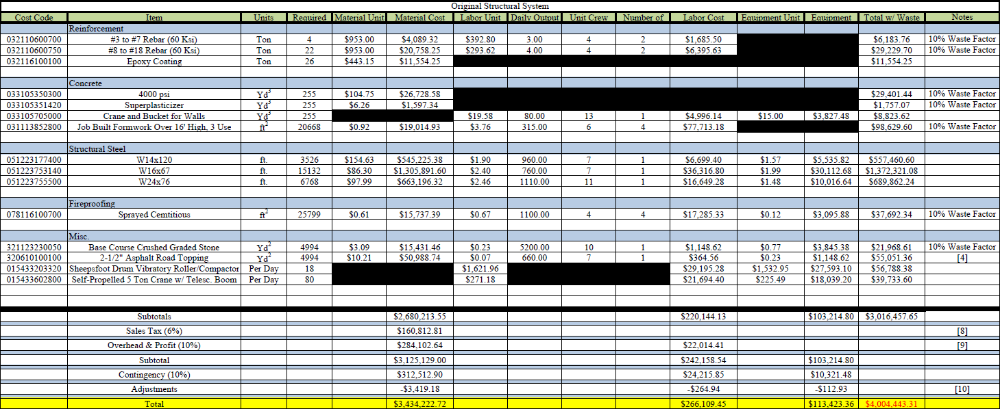 Original Structural System
Cost Code Item Units Required Material Unit Material Cost Labor Unit Daily Output Unit Crew Number of Labor Cost Equipment Unit Equipment Total w/ Waste Notes
Reinforcement
032110600700 #3 to #7 Rebar (60 Ksi) Ton 4 $953.00 $4,089.32 $392.80 3.00 4 2 $1,685.50 $6,183.76 10% Waste Factor
032110600750 #8 to #18 Rebar (60 Ksi) Ton 22 $953.00 $20,758.25 $293.62 4.00 4 2 $6,395.63 $29,229.70 10% Waste Factor
032116100100 Epoxy Coating Ton 26 $443.15 $11,554.25 $11,554.25
Concrete
033105350300 4000 psi Yd³ 255 $104.75 $26,728.58 $29,401.44 10% Waste Factor
033105351420 Superplasticizer Yd³ 255 $6.26 $1,597.34 $1,757.07 10% Waste Factor
033105705000 Crane and Bucket for Walls Yd³ 255 $19.58 80.00 13 1 $4,996.14 $15.00 $3,827.48 $8,823.62
031113852800 Job Built Formwork Over 16' High, 3 Use ft² 20668 $0.92 $19,014.93 $3.76 315.00 6 4 $77,713.18 $98,629.60 10% Waste Factor
Structural Steel
051223177400 W14x120 ft. 3526 $154.63 $545,225.38 $1.90 960.00 7 1 $6,699.40 $1.57 $5,535.82 $557,460.60
051223753140 W16x67 ft. 15132 $86.30 $1,305,891.60 $2.40 760.00 7 1 $36,316.80 $1.99 $30,112.68 $1,372,321.08
051223755500 W24x76 ft. 6768 $97.99 $663,196.32 $2.46 1110.00 11 1 $16,649.28 $1.48 $10,016.64 $689,862.24
Fireproofing
078116100700 Sprayed Cemtitious ft² 25799 $0.61 $15,737.39 $0.67 1100.00 4 4 $17,285.33 $0.12 $3,095.88 $37,692.34 10% Waste Factor
Misc.
321123230050 Base Course Crushed Graded Stone Yd² 4994 $3.09 $15,431.46 $0.23 5200.00 10 1 $1,148.62 $0.77 $3,845.38 $21,968.61 10% Waste Factor
320610100100 2-1/2" Asphalt Road Topping Yd² 4994 $10.21 $50,988.74 $0.07 660.00 7 1 $364.56 $0.23 $1,148.62 $55,051.36 [4]
015433203320 Sheepsfoot Drum Vibratory Roller/Compactor Per Day 18 $1,621.96 $29,195.28 $1,532.95 $27,593.10 $56,788.38
015433602800 Self-Propelled 5 Ton Crane w/ Telesc. Boom Per Day 80 $271.18 $21,694.40 $225.49 $18,039.20 $39,733.60
Subtotals $2,680,213.55 $220,144.13 $103,214.80 $3,016,457.65
Sales Tax (6%) $160,812.81 [8]
Overhead & Profit (10%) $284,102.64 $22,014.41 [9]
Subtotal $3,125,129.00 $242,158.54 $103,214.80
Contingency (10%) $312,512.90 $24,215.85 $10,321.48
Adjustments -$3,419.18 -$264.94 -$112.93 [10]
Total $3,434,222.72 $266,109.45 $113,423.36 $4,004,443.31